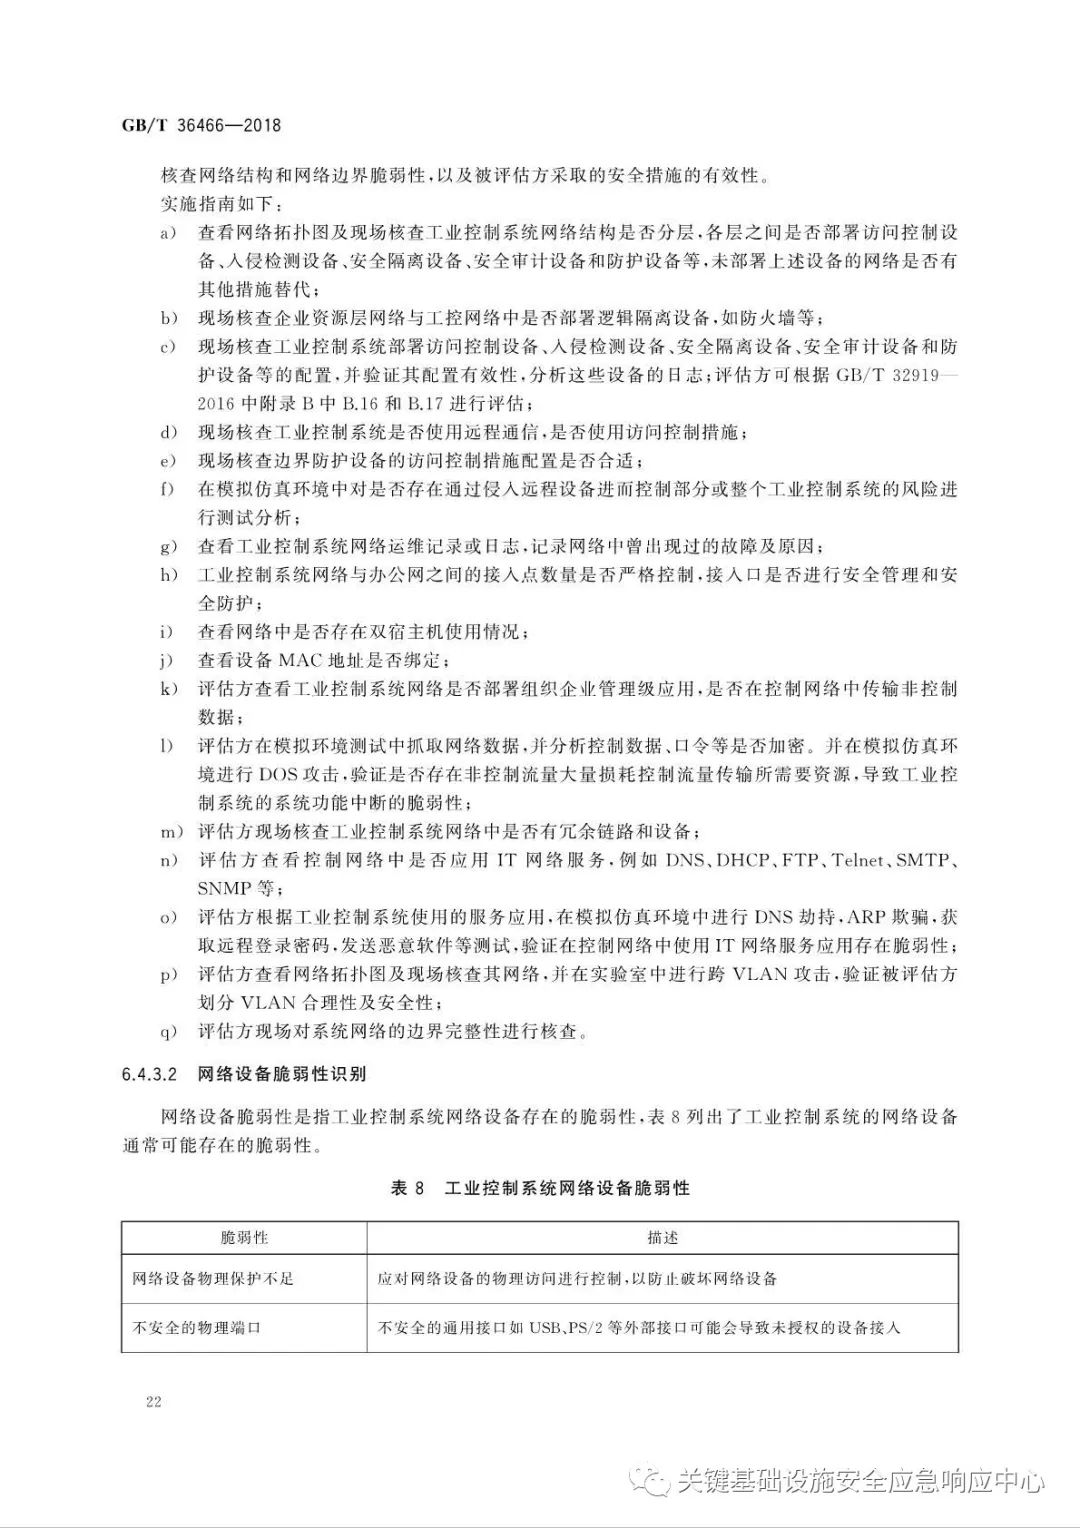 GB/T 36466—2018
核查网络结构和网络边界脆弱性,以及被评估方采取的安全措施的有效性。
实施指南如下:
a) 查看网络拓扑图及现场核查工业控制系统网络结构是否分层,各层之间是否部署访问控制设
备、入侵检测设备、安全隔离设备、安全审计设备和防护设备等,未部署上述设备的网络是否有
其他措施替代;
b) 现场核查企业资源层网络与工控网络中是否部署逻辑隔离设备,如防火墙等;
c) 现场核查工业控制系统部署访问控制设备、入侵检测设备、安全隔离设备、安全审计设备和防
护设备等的配置,并验证其配置有效性,分析这些设备的日志;评估方可根据 GB/T 32919—
2016 中附录 B 中 B.16 和 B.17 进行评估;
d) 现场核查工业控制系统是否使用远程通信,是否使用访问控制措施;
e) 现场核查边界防护设备的访问控制措施配置是否合适;
f) 在模拟仿真环境中对是否存在通过侵入远程设备进而控制部分或整个工业控制系统的风险进
行测试分析;
g) 查看工业控制系统网络运维记录或日志,记录网络中曾出现过的故障及原因;
h) 工业控制系统网络与办公网之间的接入点数量是否严格控制,接入口是否进行安全管理和安
全防护;
i) 查看网络中是否存在双宿主机使用情况;
j) 查看设备 MAC 地址是否绑定;
k) 评估方查看工业控制系统网络是否部署组织企业管理级应用,是否在控制网络中传输非控制
数据;
l) 评估方在模拟环境测试中抓取网络数据,并分析控制数据、口令等是否加密。并在模拟仿真环
境进行 DOS 攻击,验证是否存在非控制流量大量损耗控制流量传输所需要资源,导致工业控
制系统的系统功能中断的脆弱性;
m) 评估方现场核查工业控制系统网络中是否有冗余链路和设备;
n) 评估方查看控制网络中是否应用 IT 网络服务,例如 DNS、DHCP、FTP、Telnet、SMTP、
SNMP 等;
o) 评估方根据工业控制系统使用的服务应用,在模拟仿真环境中进行 DNS 劫持,ARP 欺骗,获
取远程登录密码,发送恶意软件等测试,验证在控制网络中使用 IT 网络服务应用存在脆弱性;
p) 评估方查看网络拓扑图及现场核查其网络,并在实验室中进行跨 VLAN 攻击,验证被评估方
划分 VLAN 合理性及安全性;
q) 评估方现场对系统网络的边界完整性进行核查。
6.4.3.2 网络设备脆弱性识别
网络设备脆弱性是指工业控制系统网络设备存在的脆弱性,表 8 列出了工业控制系统的网络设备
通常可能存在的脆弱性。
表 8 工业控制系统网络设备脆弱性
脆弱性 描述
网络设备物理保护不足 应对网络设备的物理访问进行控制,以防止破坏网络设备
不安全的物理端口 不安全的通用接口如 USB、PS/2 等外部接口可能会导致未授权的设备接入
22
关键基础设施安全应急响应中心